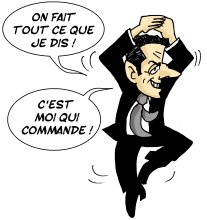 ON FAIT
TOUT CE QUE
JE DIS !
C'EST
MOI QUI
COMMANDE !